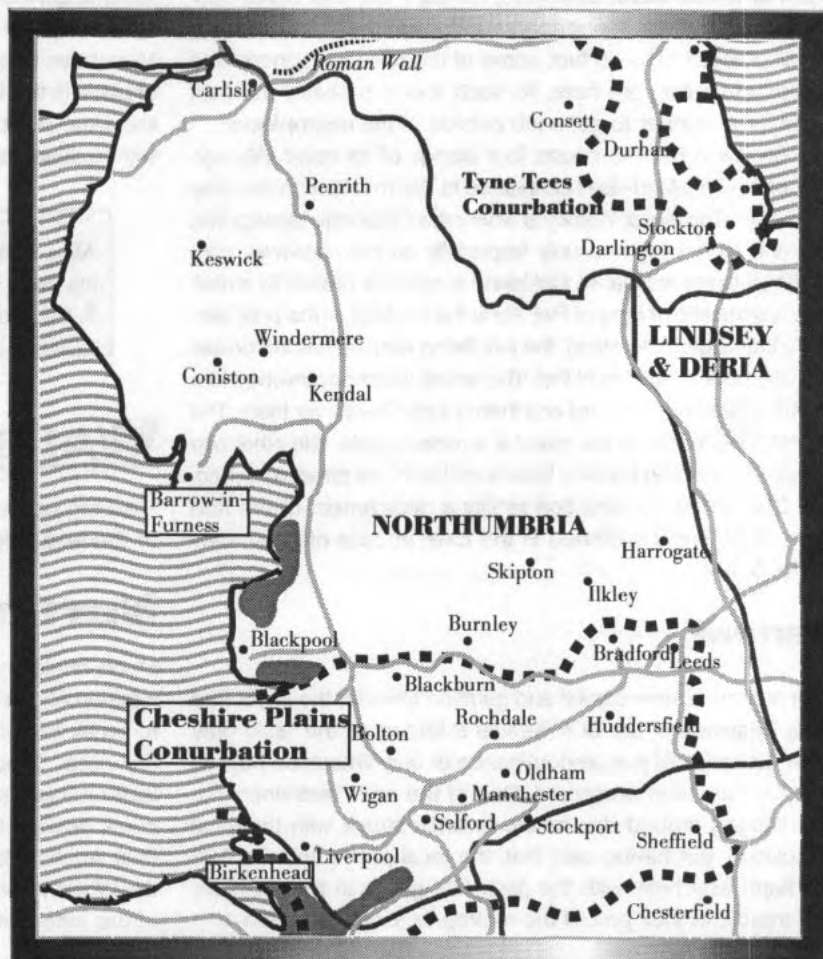 Roman Wall
Carlisle
Consett
Durham
Penrith
Tyne Tees
Conurbation
Stockton
Keswick
Darlington
Windermere
LINDSEY
& DERIA
Coniston
Kendal
Barrow-in
Furness
NORTHUMBRIA
Harrogate
Skipton
Ilkley
Burnley
Blackpool
Bradford
Leeds
Blackburn
Cheshire Plains
Conurbation
Rochdale
Huddersfield
Bolton
Oldham
Wigan
Manchester
Selford
Stockport
Sheffield
Liverpool
Birkenhead
Chesterfield